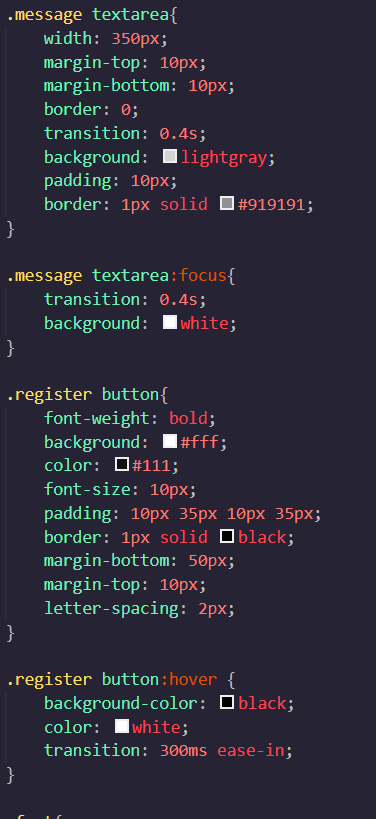 .message textarea{
width: 350px;
margin-top: 10px;
margin-bottom: 10px;
border: 0;
transition: 0.4s;
background: lightgray;
padding: 10px;
border: 1px solid #919191;
}
.message textarea:focus{
transition: 0.4s;
background: white;
}
.register button{
font-weight: bold;
background: #fff;
color: #111;
font-size: 10px;
padding: 10px 35px 10px 35px;
border: 1px solid black;
margin-bottom: 50px;
margin-top: 10px;
letter-spacing: 2px;
}
.register button:hover {
background-color: black;
color: white;
transition: 300ms ease-in;
}